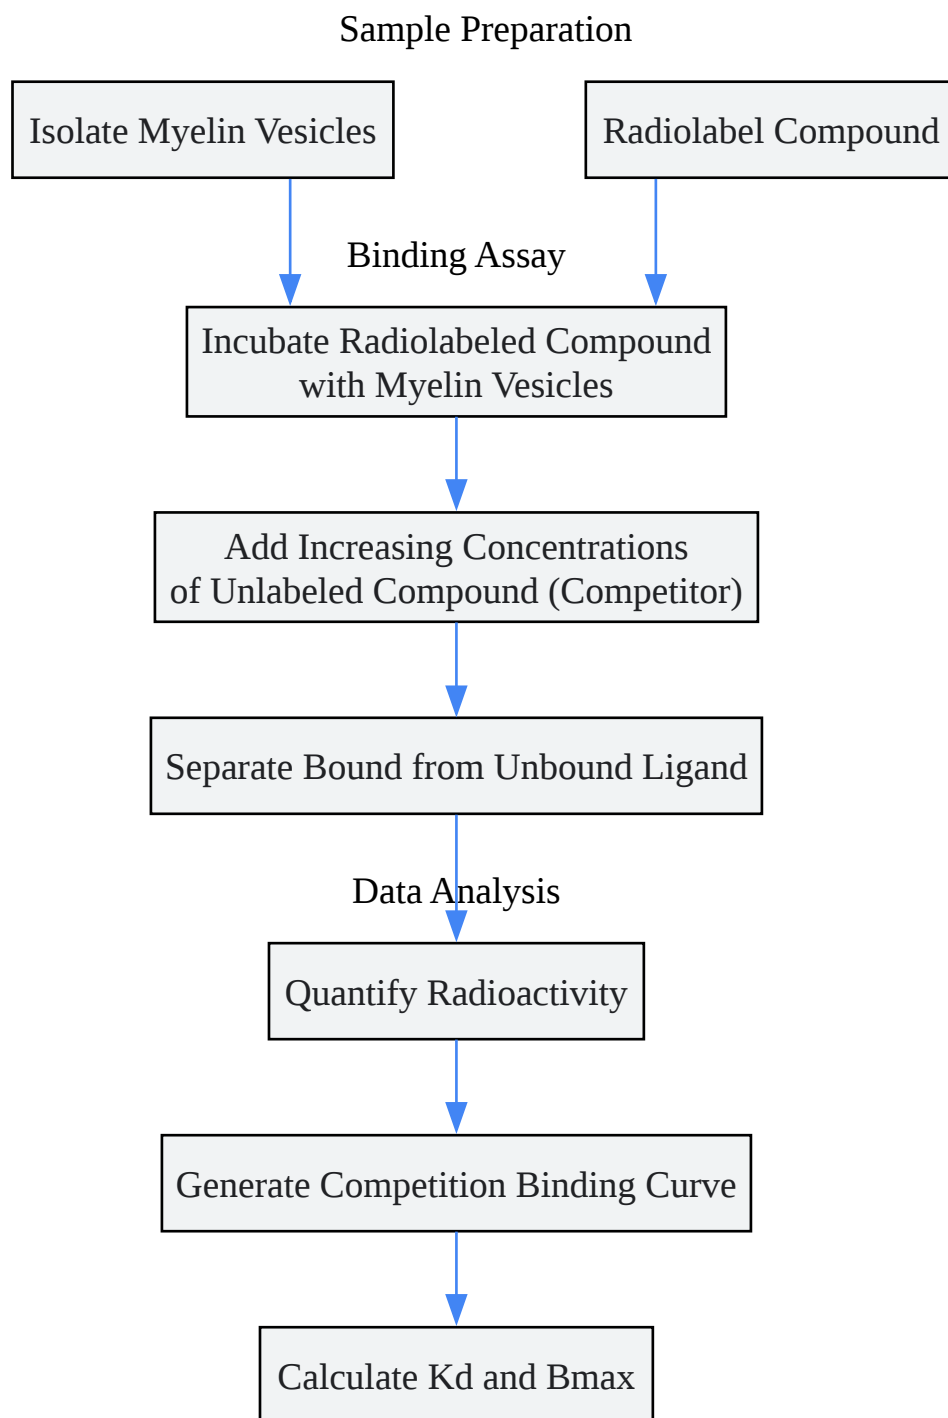 Sample Preparation
Isolate Myelin Vesicles
Radiolabel Compound
Binding Assay
Incubate Radiolabeled Compound
with Myelin Vesicles
Add Increasing Concentrations
of Unlabeled Compound (Competitor)
Separate Bound from Unbound Ligand
Data Analysis
Quantify Radioactivity
Generate Competition Binding Curve
Calculate Kd and Bmax